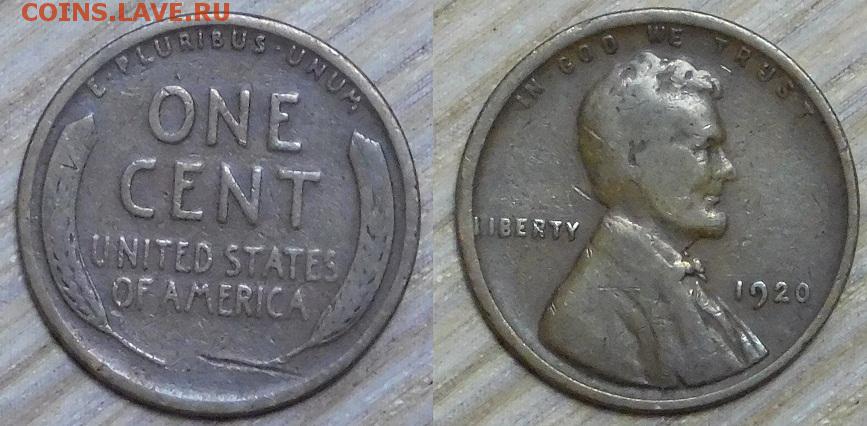 COINS.LAVE.RU
E·PLURIBUS·UNUM
ONE
CENT
UNITED STATES
OF AMERICA
IN GOD WE TRUST
LIBERTY
1920